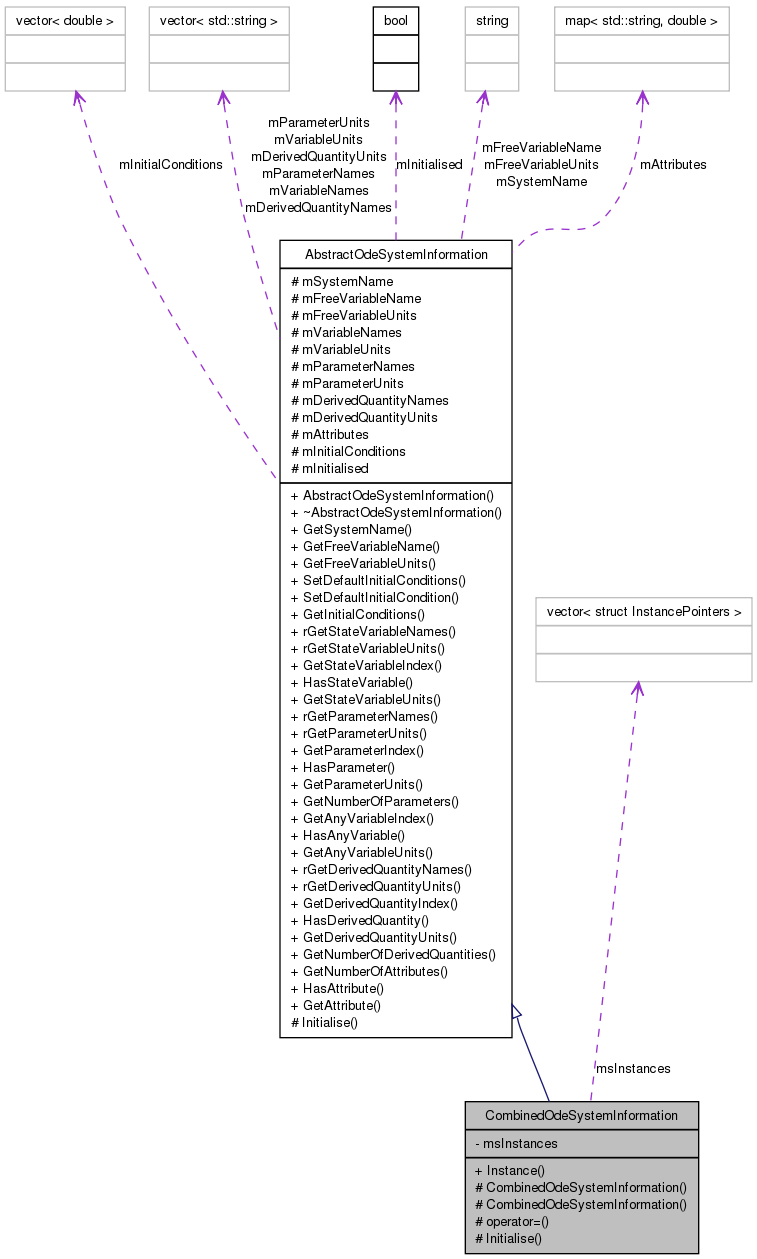 vector< double >
vector< std::string >
bool
string
map< std::string, double >
mInitialConditions
mParameterUnits
mVariableUnits
mDerivedQuantityUnits
mParameterNames
mVariableNames
mDerivedQuantityNames
mInitialised
mFreeVariableName
mFreeVariableUnits
mSystemName
mAttributes
AbstractOdeSystemInformation
# mSystemName
# mFreeVariableName
# mFreeVariableUnits
# mVariableNames
# mVariableUnits
# mParameterNames
# mParameterUnits
# mDerivedQuantityNames
# mDerivedQuantityUnits
# mAttributes
# mInitialConditions
# mInitialised
+ AbstractOdeSystemInformation()
+ ~AbstractOdeSystemInformation()
+ GetSystemName()
+ GetFreeVariableName()
+ GetFreeVariableUnits()
+ SetDefaultInitialConditions()
+ SetDefaultInitialCondition()
+ GetInitialConditions()
+ rGetStateVariableNames()
+ rGetStateVariableUnits()
+ GetStateVariableIndex()
+ HasStateVariable()
+ GetStateVariableUnits()
+ rGetParameterNames()
+ rGetParameterUnits()
+ GetParameterIndex()
+ HasParameter()
+ GetParameterUnits()
+ GetNumberOfParameters()
+ GetAnyVariableIndex()
+ HasAnyVariable()
+ GetAnyVariableUnits()
+ rGetDerivedQuantityNames()
+ rGetDerivedQuantityUnits()
+ GetDerivedQuantityIndex()
+ HasDerivedQuantity()
+ GetDerivedQuantityUnits()
+ GetNumberOfDerivedQuantities()
+ GetNumberOfAttributes()
+ HasAttribute()
+ GetAttribute()
# Initialise()
vector< struct InstancePointers >
msInstances
CombinedOdeSystemInformation
- msInstances
+ Instance()
# CombinedOdeSystemInformation()
# CombinedOdeSystemInformation()
# operator=()
# Initialise()